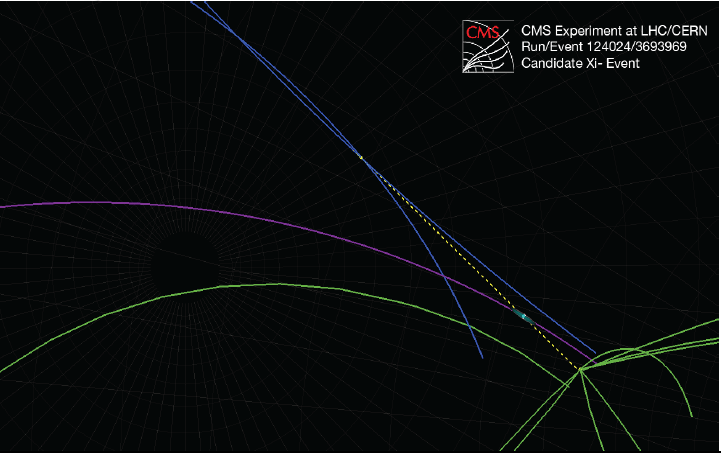 CMS
CMS Experiment at LHC/CERN
Run/Event 124024/3693969
Candidate Xi- Event